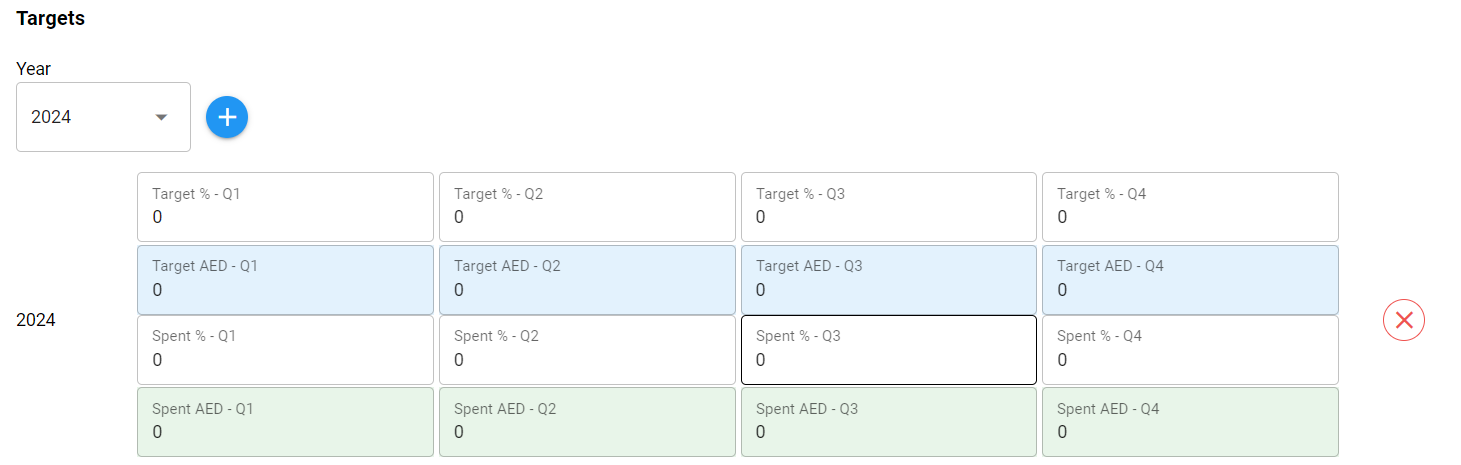 Targets
Year
2024
Target % - Q1 Target % - Q2 Target % - Q3 Target % - Q4
0 0 0 0
Target AED - Q1 Target AED - Q2 Target AED - Q3 Target AED - Q4
0 0 0 0
2024
Spent % - Q1 Spent % - Q2 Spent % - Q3 Spent % - Q4
0 0 0 0
Spent AED - Q1 Spent AED - Q2 Spent AED - Q3 Spent AED - Q4
0 0 0 0